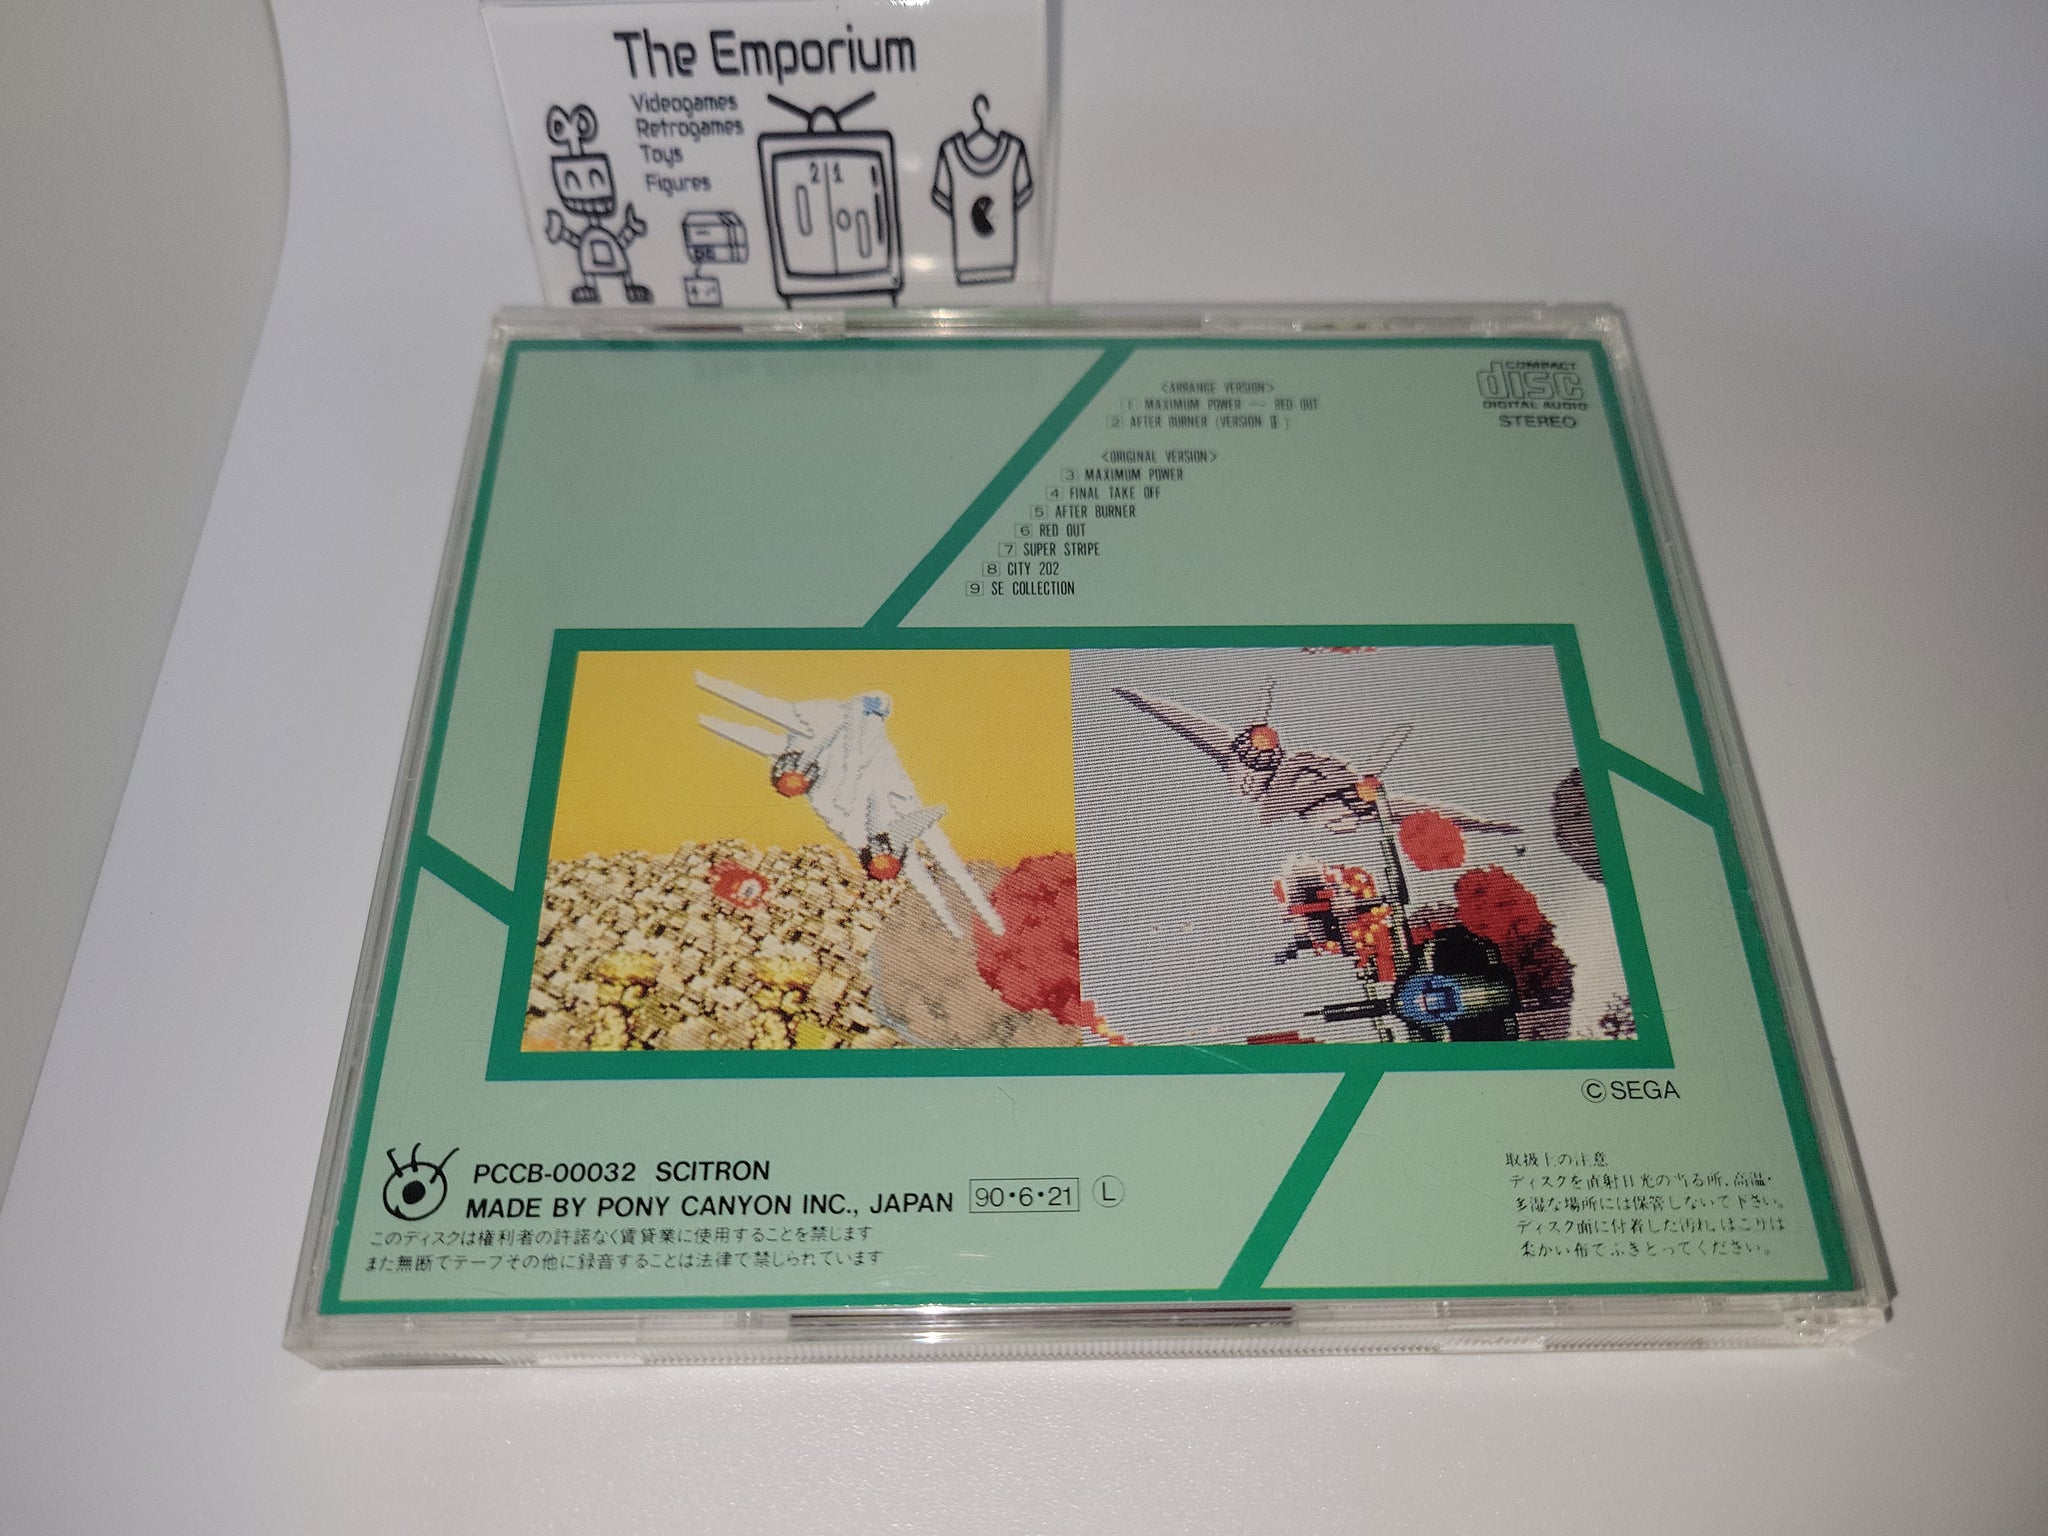 The Emporium
Videogames
Retrogames
Toys
Figures
2 1
<ARRANGE VERSION>
1 MAXIMUM POWER ～ RED OUT
2 AFTER BURNER (VERSION Ⅱ)
<ORIGINAL VERSION>
3 MAXIMUM POWER
4 FINAL TAKE OFF
5 AFTER BURNER
6 RED OUT
7 SUPER STRIPE
8 CITY 202
9 SE COLLECTION
COMPACT
disc
DIGITAL AUDIO
STEREO
©SEGA
PCCB-00032 SCITRON
MADE BY PONY CANYON INC., JAPAN 90・6・21 Ⓛ
このディスクは権利者の許諾なく賃貸業に使用することを禁じます
また無断でテープその他に録音することは法律で禁じられています
取扱上の注意
ディスクを直射日光の当る所、高温・
多湿な場所には保管しないで下さい。
ディスク面に付着した汚れ、ほこりは
柔かい布でふきとってください。